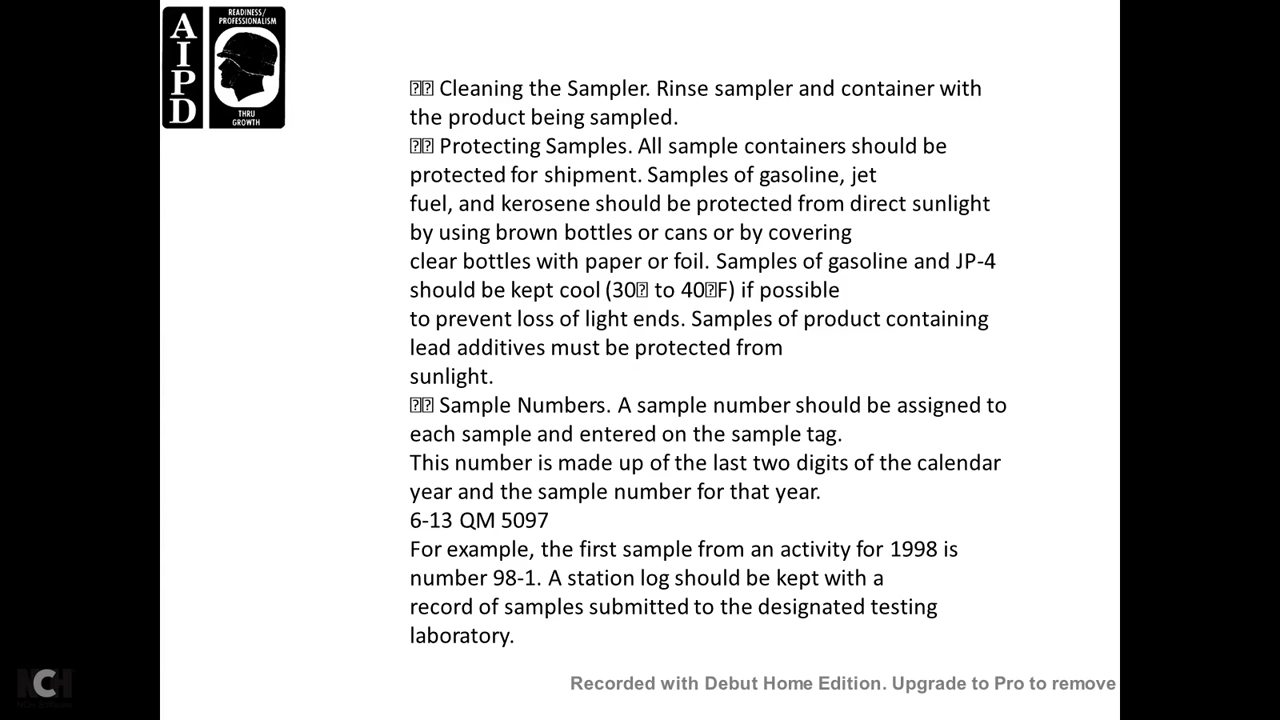 READINESS/
PROFESSIONALISM
AIPD
THRU
GROWTH
⍰⍰ Cleaning the Sampler. Rinse sampler and container with
the product being sampled.
⍰⍰ Protecting Samples. All sample containers should be
protected for shipment. Samples of gasoline, jet
fuel, and kerosene should be protected from direct sunlight
by using brown bottles or cans or by covering
clear bottles with paper or foil. Samples of gasoline and JP-4
should be kept cool (30⍰ to 40⍰F) if possible
to prevent loss of light ends. Samples of product containing
lead additives must be protected from
sunlight.
⍰⍰ Sample Numbers. A sample number should be assigned to
each sample and entered on the sample tag.
This number is made up of the last two digits of the calendar
year and the sample number for that year.
6-13 QM 5097
For example, the first sample from an activity for 1998 is
number 98-1. A station log should be kept with a
record of samples submitted to the designated testing
laboratory.
NCH
Recorded with Debut Home Edition. Upgrade to Pro to remove